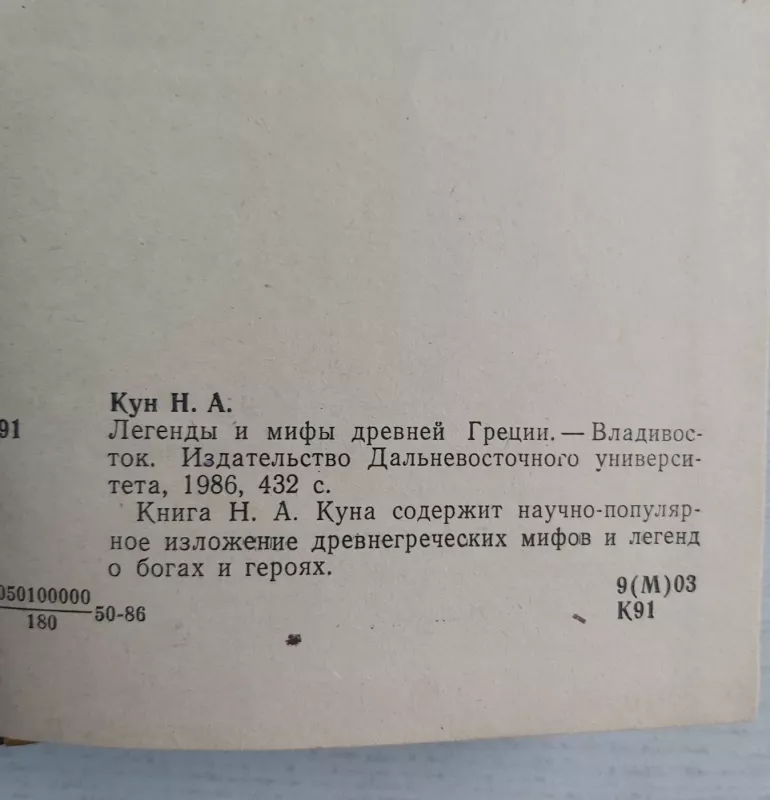 Кун Н. А.
91 Легенды и мифы древней Греции. — Владивос-
ток. Издательство Дальневосточного универси-
тета, 1986, 432 с.
Книга Н. А. Куна содержит научно-популяр-
ное изложение древнегреческих мифов и легенд
о богах и героях.
050100000
180
50-86
9(М)03
К91